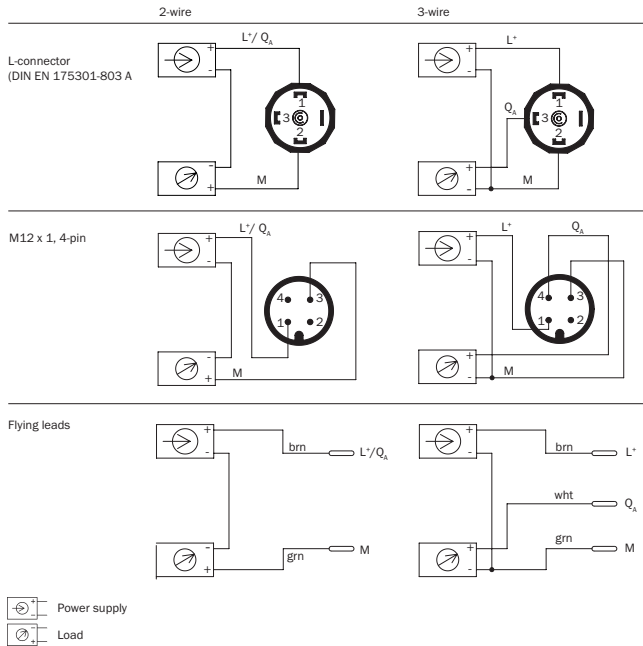 2-wire 3-wire
L-connector
(DIN EN 175301-803 A
+ L⁺/ Q_A
-
1
3
2
-
+ M
+ L⁺
-
Q_A
1
3
2
+
- M
M12 x 1, 4-pin
+ L⁺/ Q_A
-
4 3
1 2
-
+ M
+ L⁺ Q_A
-
4 3
1 2
+
- M
Flying leads
+ brn L⁺/Q_A
-
-
+ grn M
+ brn L⁺
-
wht Q_A
+ grn M
-
+ - Power supply
- + Load